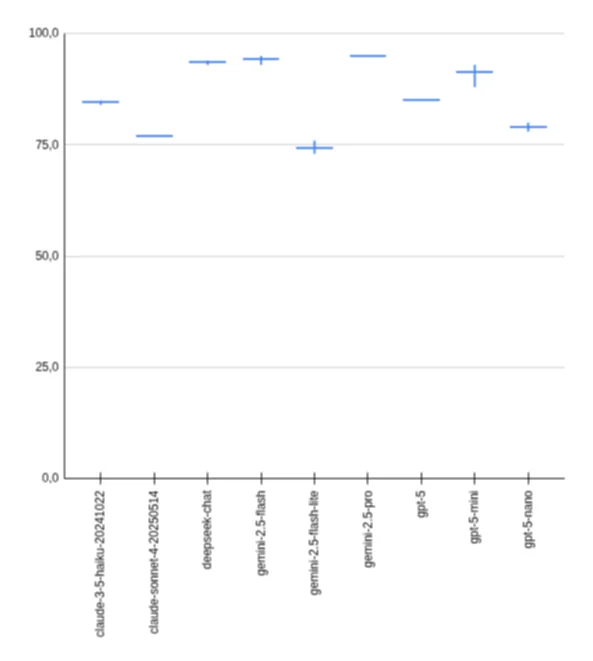 100,0
75,0
50,0
25,0
0,0
claude-3-5-haiku-20241022
claude-sonnet-4-20250514
deepseek-chat
gemini-2.5-flash
gemini-2.5-flash-lite
gemini-2.5-pro
gpt-5
gpt-5-mini
gpt-5-nano